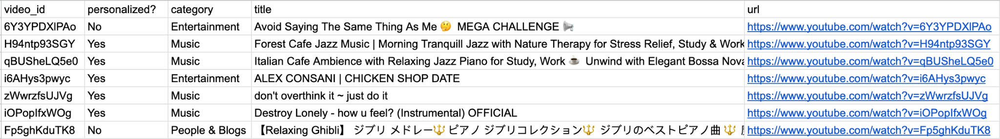 video_id personalized? category title url
6Y3YPDXlPAo No Entertainment Avoid Saying The Same Thing As Me 🤔 MEGA CHALLENGE 📢 https://www.youtube.com/watch?v=6Y3YPDXlPAo
H94ntp93SGY Yes Music Forest Cafe Jazz Music | Morning Tranquill Jazz with Nature Therapy for Stress Relief, Study & Work https://www.youtube.com/watch?v=H94ntp93SGY
qBUSheLQ5e0 Yes Music Italian Cafe Ambience with Relaxing Jazz Piano for Study, Work ☕ Unwind with Elegant Bossa Nova https://www.youtube.com/watch?v=qBUSheLQ5e0
i6AHys3pwyc Yes Entertainment ALEX CONSANI | CHICKEN SHOP DATE https://www.youtube.com/watch?v=i6AHys3pwyc
zWwrzfsUJVg Yes Music don't overthink it ~ just do it https://www.youtube.com/watch?v=zWwrzfsUJVg
iOPopIfxWOg Yes Music Destroy Lonely - how u feel? (Instrumental) OFFICIAL https://www.youtube.com/watch?v=iOPopIfxWOg
Fp5ghKduTK8 No People & Blogs 【Relaxing Ghibli】 ジブリ メドレー🔱 ピアノ ジブリコレクション🔱 ジブリのベストピアノ曲 🔱 https://www.youtube.com/watch?v=Fp5ghKduTK8